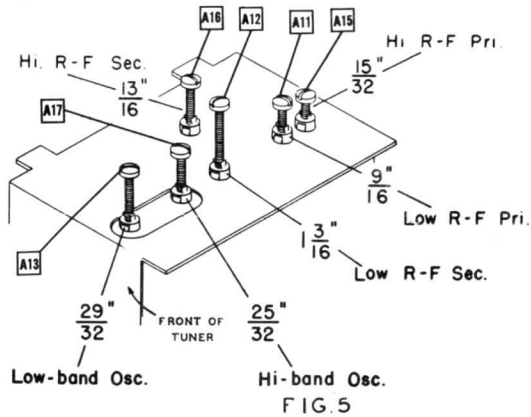 A16
A12
A11
A15
Hi. R-F Sec.
Hi R-F Pri.
13"
16
15"
32
A17
9"
16
Low R-F Pri.
1 3"
16
Low R-F Sec.
A13
29"
32
FRONT OF
TUNER
25"
32
Low-band Osc.
Hi-band Osc.
FIG.5